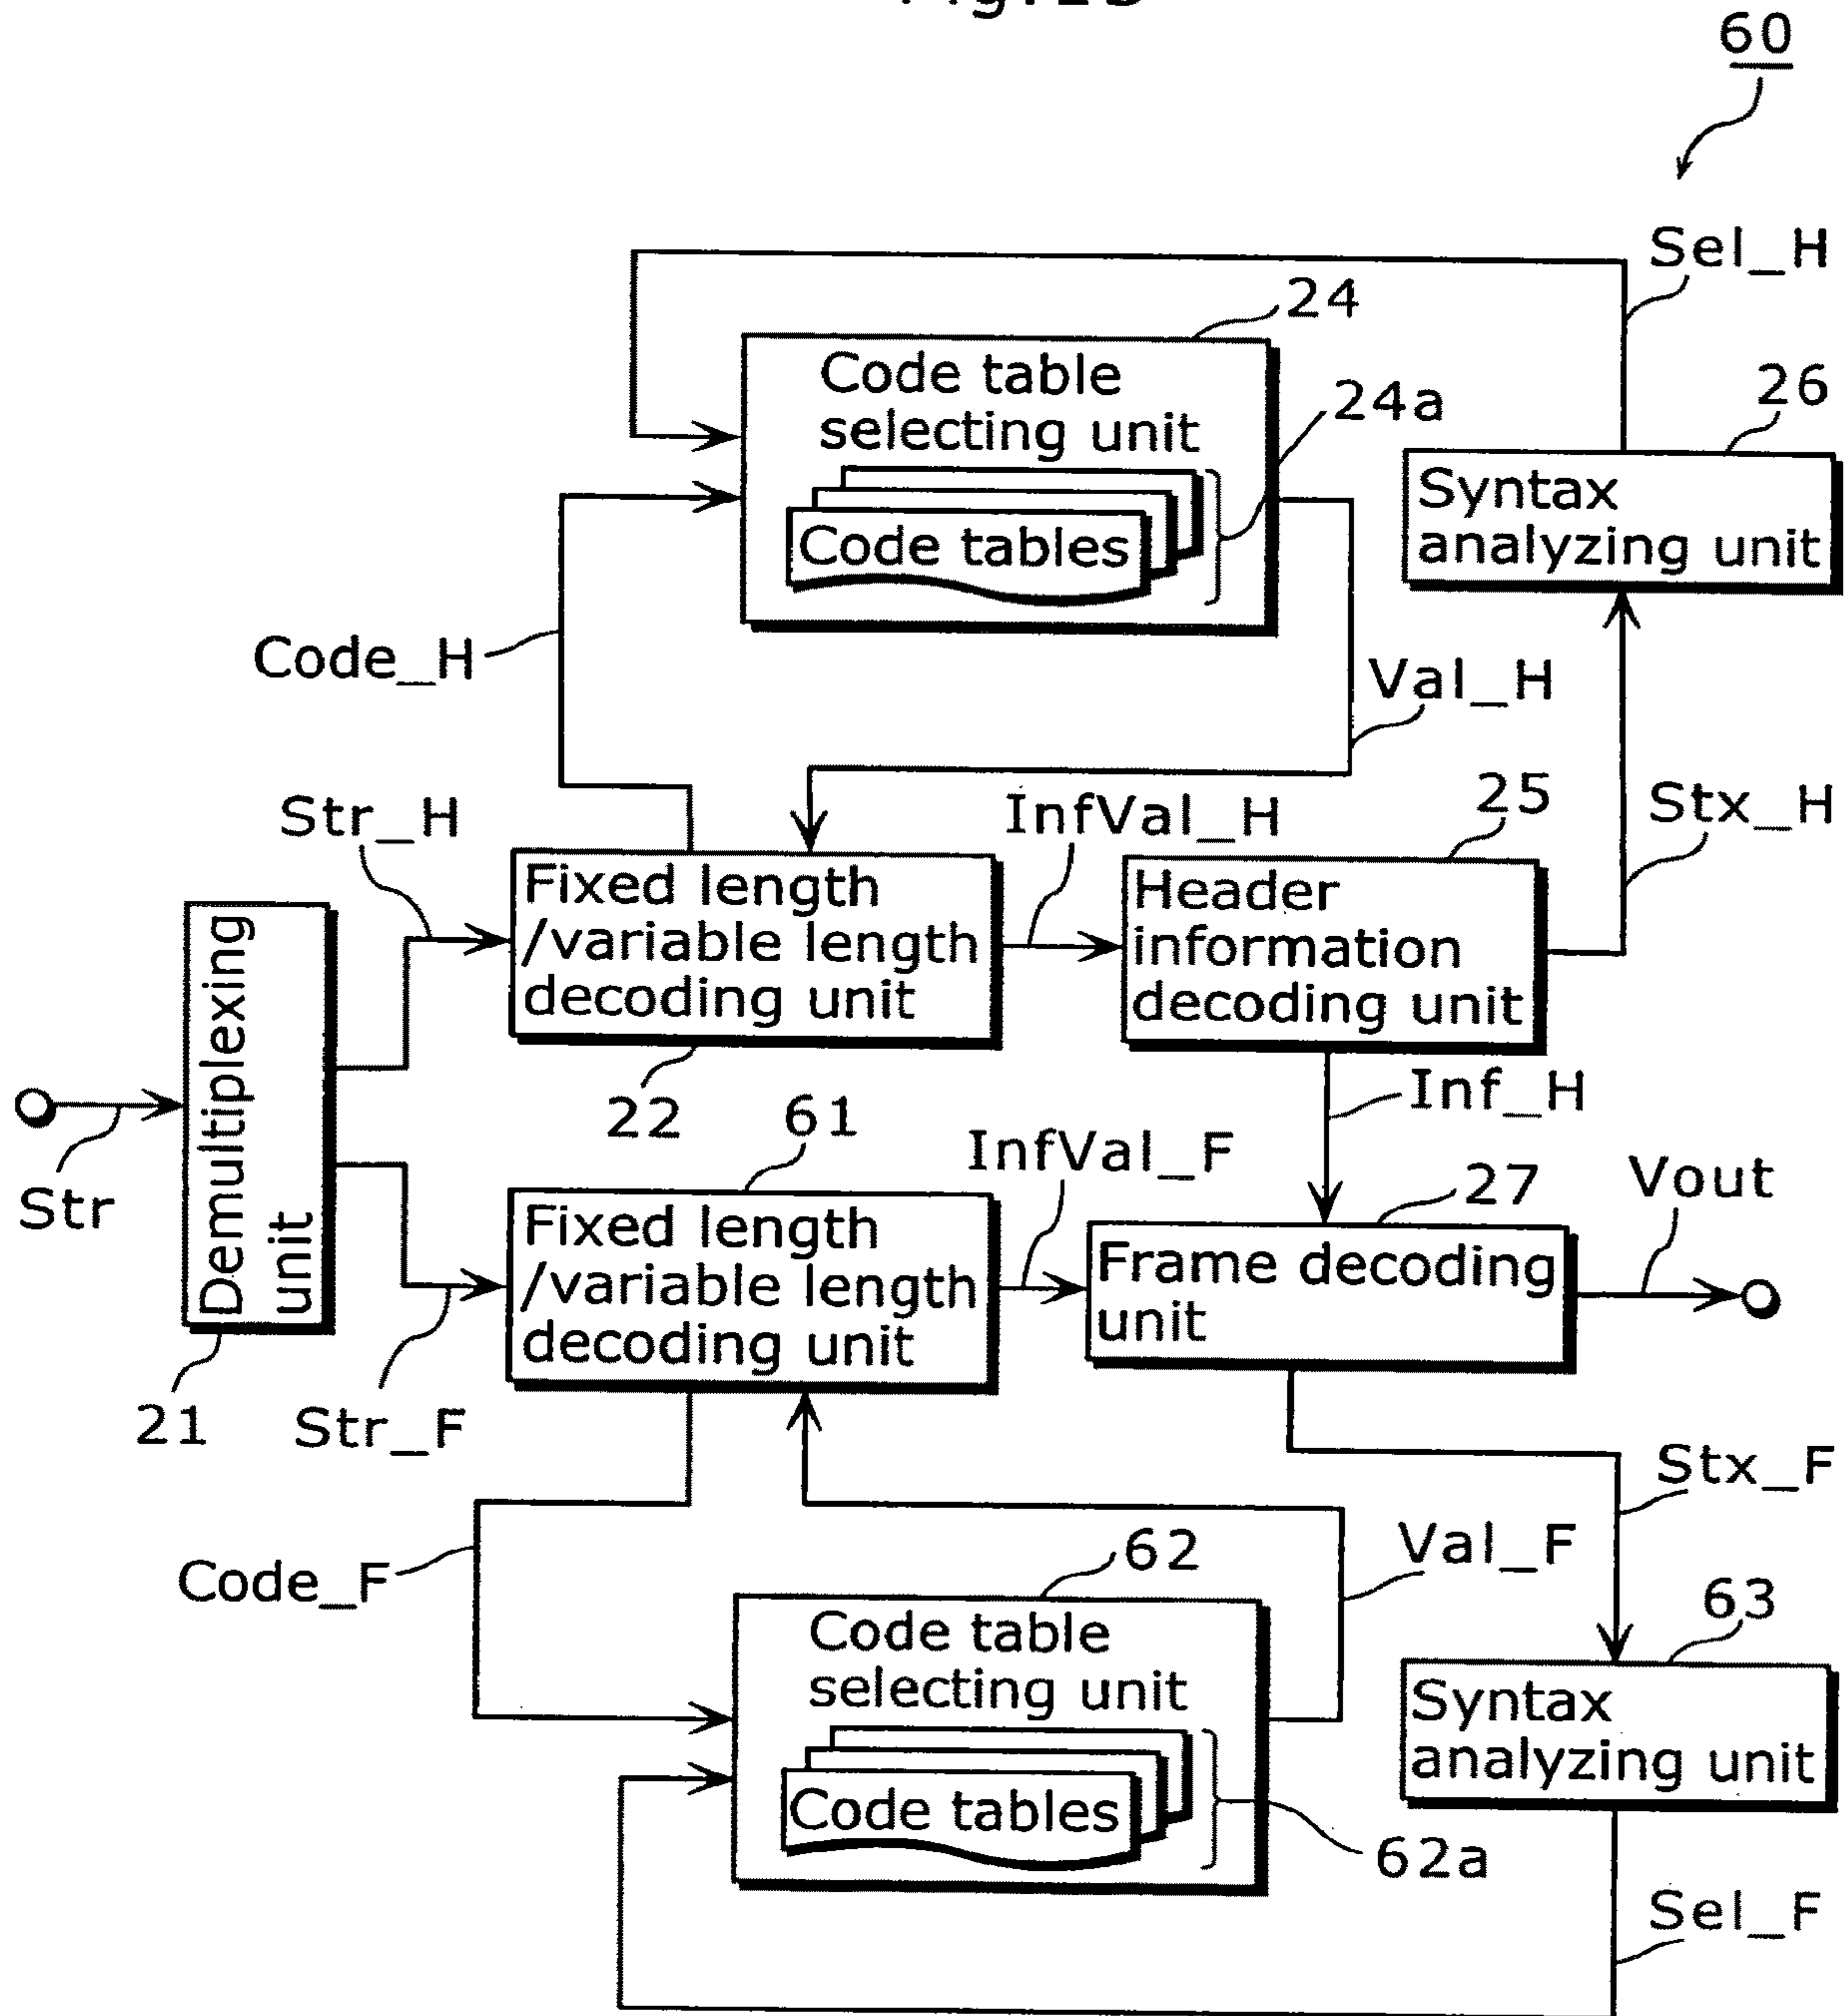 60
Sel_H
24
Code table
selecting unit
24a
26
Syntax
analyzing unit
Code tables
Code_H
Val_H
Str_H
InfVal_H
25
Stx_H
Fixed length
/variable length
decoding unit
Header
information
decoding unit
Demultiplexing
unit
22
61
Inf_H
Str
InfVal_F
27
Vout
Fixed length
/variable length
decoding unit
Frame decoding
unit
21
Str_F
Stx_F
Code_F
62
Val_F
63
Code table
selecting unit
Syntax
analyzing unit
Code tables
62a
Sel_F